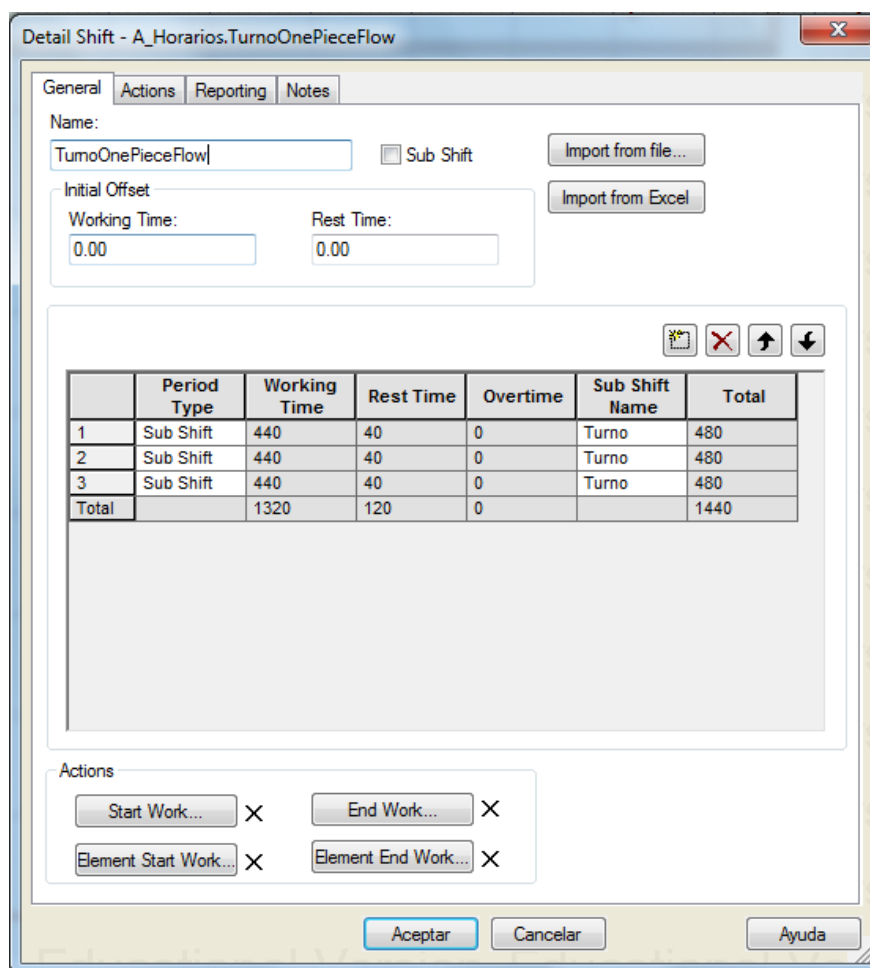 Detail Shift - A_Horarios.TurnoOnePieceFlow
General Actions Reporting Notes
Name:
TurnoOnePieceFlow
Sub Shift
Import from file...
Initial Offset
Import from Excel
Working Time: Rest Time:
0.00 0.00
Period Type Working Time Rest Time Overtime Sub Shift Name Total
1 Sub Shift 440 40 0 Turno 480
2 Sub Shift 440 40 0 Turno 480
3 Sub Shift 440 40 0 Turno 480
Total 1320 120 0 1440
Actions
Start Work... End Work...
Element Start Work... Element End Work...
Aceptar Cancelar Ayuda